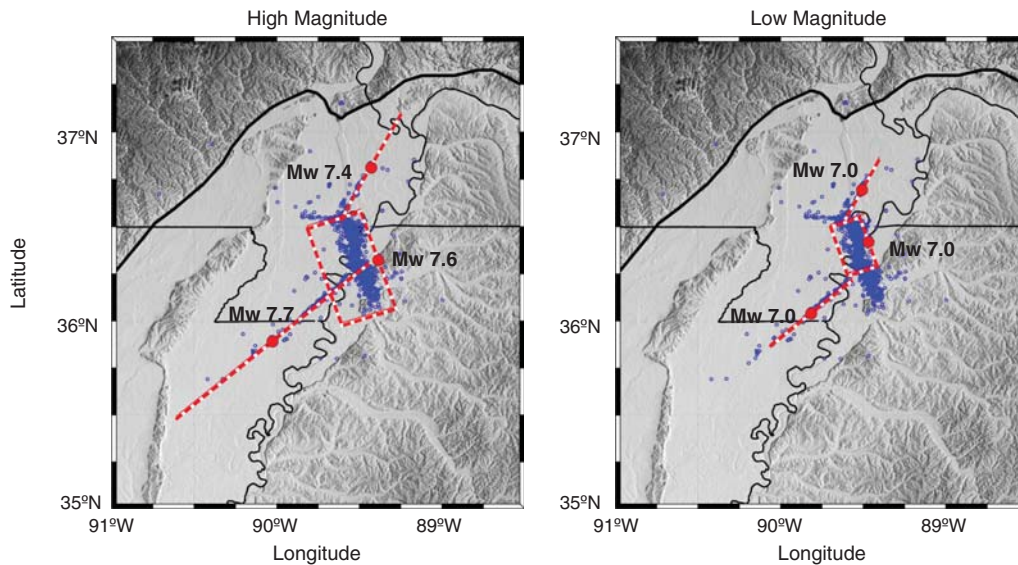 High Magnitude
Low Magnitude
Latitude
37ºN
36ºN
35ºN
91ºW
90ºW
89ºW
Longitude
Mw 7.4
Mw 7.6
Mw 7.7
37ºN
36ºN
35ºN
91ºW
90ºW
89ºW
Longitude
Mw 7.0
Mw 7.0
Mw 7.0